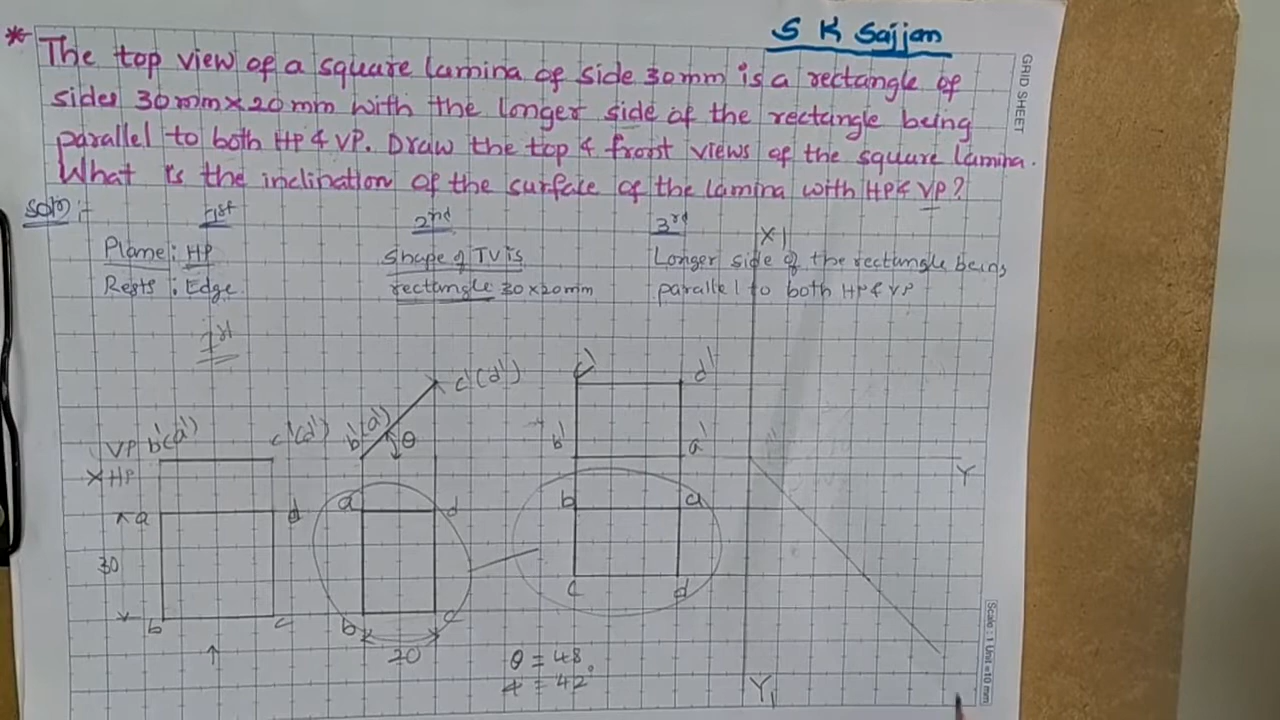 S K Sajjan
GRID SHEET
* The top view of a square lamina of side 30mm is a rectangle of
sides 30mm×20mm with the longer side of the rectangle being
parallel to both HP & VP. Draw the top & front views of the square lamina.
What is the inclination of the surface of the lamina with HP & VP?
Soln:-
2nd
3rd
X1
Plane: HP
Shape of TV is
Longer side of the rectangle being
Rests: Edge
rectangle 30×20mm
parallel to both HP & VP
c' d'
c'(d')
VP b'(a') c'(d') b'(a') θ b' a'
X HP
Y
a d a d b a
30
b c b c c d
20
θ = 48
ϕ = 42°
Y1
Scale: 1 Unit =10 mm